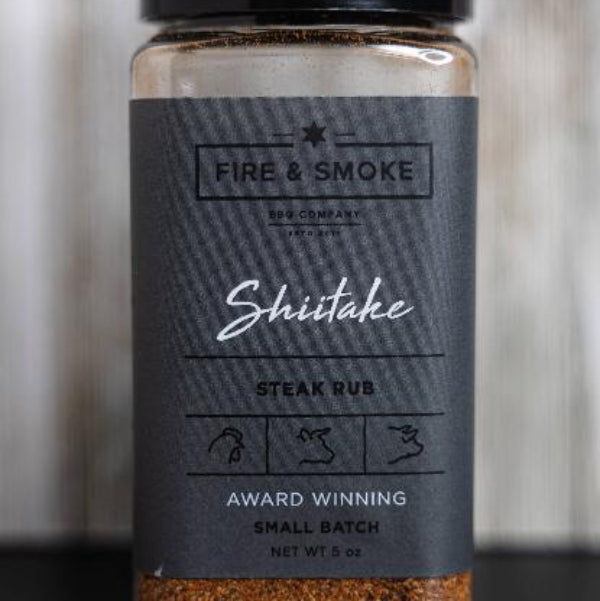 FIRE & SMOKE
BBQ COMPANY
Shiitake
STEAK RUB
AWARD WINNING
SMALL BATCH
NET WT 5 oz